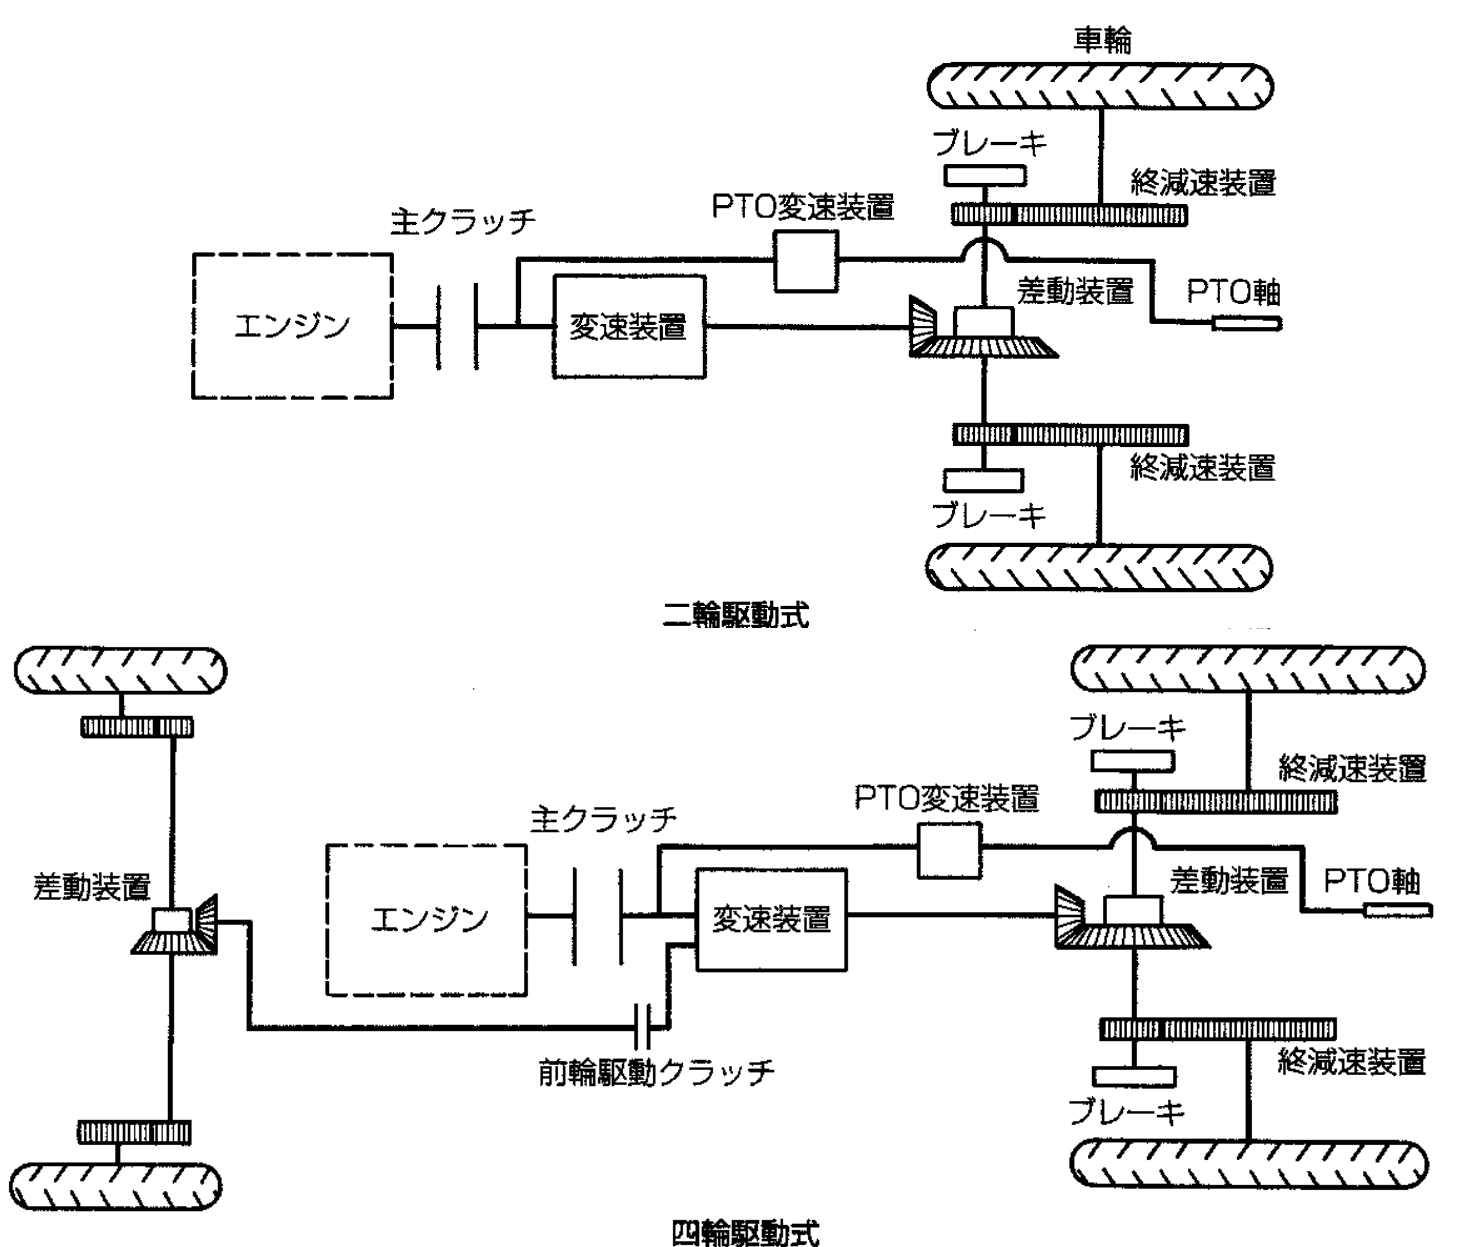 車輪
ブレーキ
終減速装置
PTO変速装置
主クラッチ
差動装置
PTO軸
エンジン
変速装置
終減速装置
ブレーキ
二輪駆動式
ブレーキ
終減速装置
PTO変速装置
主クラッチ
差動装置
差動装置
PTO軸
エンジン
変速装置
終減速装置
前輪駆動クラッチ
ブレーキ
四輪駆動式